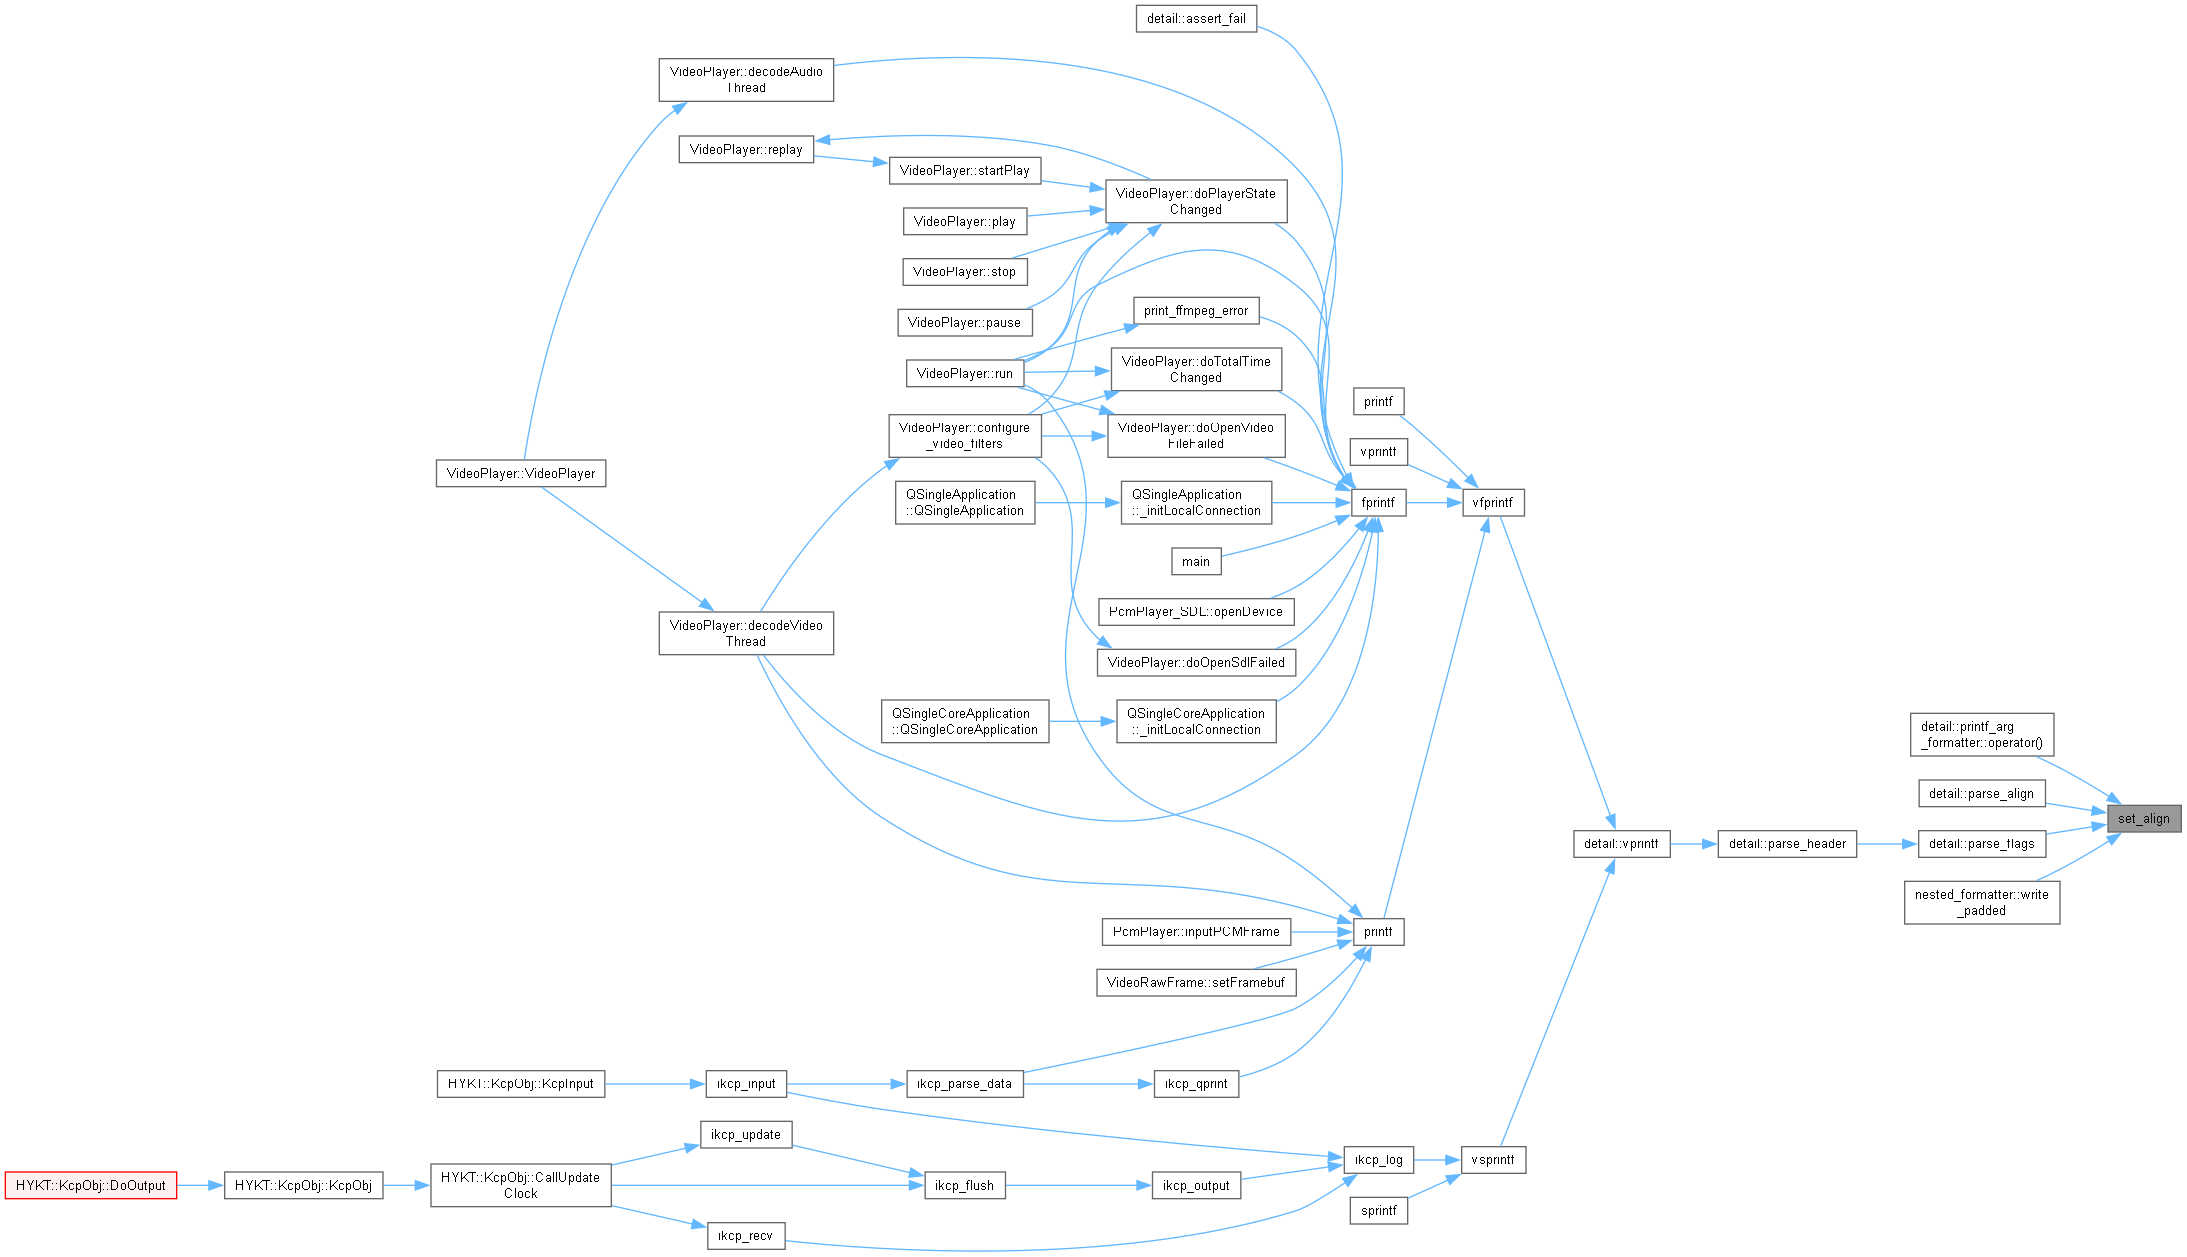 detail::assert_fail
VideoPlayer::decodeAudio
Thread
VideoPlayer::replay
VideoPlayer::startPlay
VideoPlayer::doPlayerState
Changed
VideoPlayer::play
VideoPlayer::stop
VideoPlayer::pause
print_ffmpeg_error
VideoPlayer::run
VideoPlayer::doTotalTime
Changed
printf
VideoPlayer::configure
_video_filters
VideoPlayer::doOpenVideo
FileFailed
vprintf
VideoPlayer::VideoPlayer
QSingleApplication
::QSingleApplication
QSingleApplication
::_initLocalConnection
fprintf
vfprintf
main
PcmPlayer_SDL::openDevice
VideoPlayer::decodeVideo
Thread
VideoPlayer::doOpenSdlFailed
QSingleCoreApplication
::QSingleCoreApplication
QSingleCoreApplication
::_initLocalConnection
detail::printf_arg
_formatter::operator()
detail::parse_align
set_align
detail::vprintf
detail::parse_header
detail::parse_flags
nested_formatter::write
_padded
PcmPlayer::inputPCMFrame
printf
VideoRawFrame::setFramebuf
HYKT::KcpObj::KcpInput
ikcp_input
ikcp_parse_data
ikcp_qprint
ikcp_update
ikcp_log
vsprintf
HYKT::KcpObj::DoOutput
HYKT::KcpObj::KcpObj
HYKT::KcpObj::CallUpdate
Clock
ikcp_flush
ikcp_output
sprintf
ikcp_recv